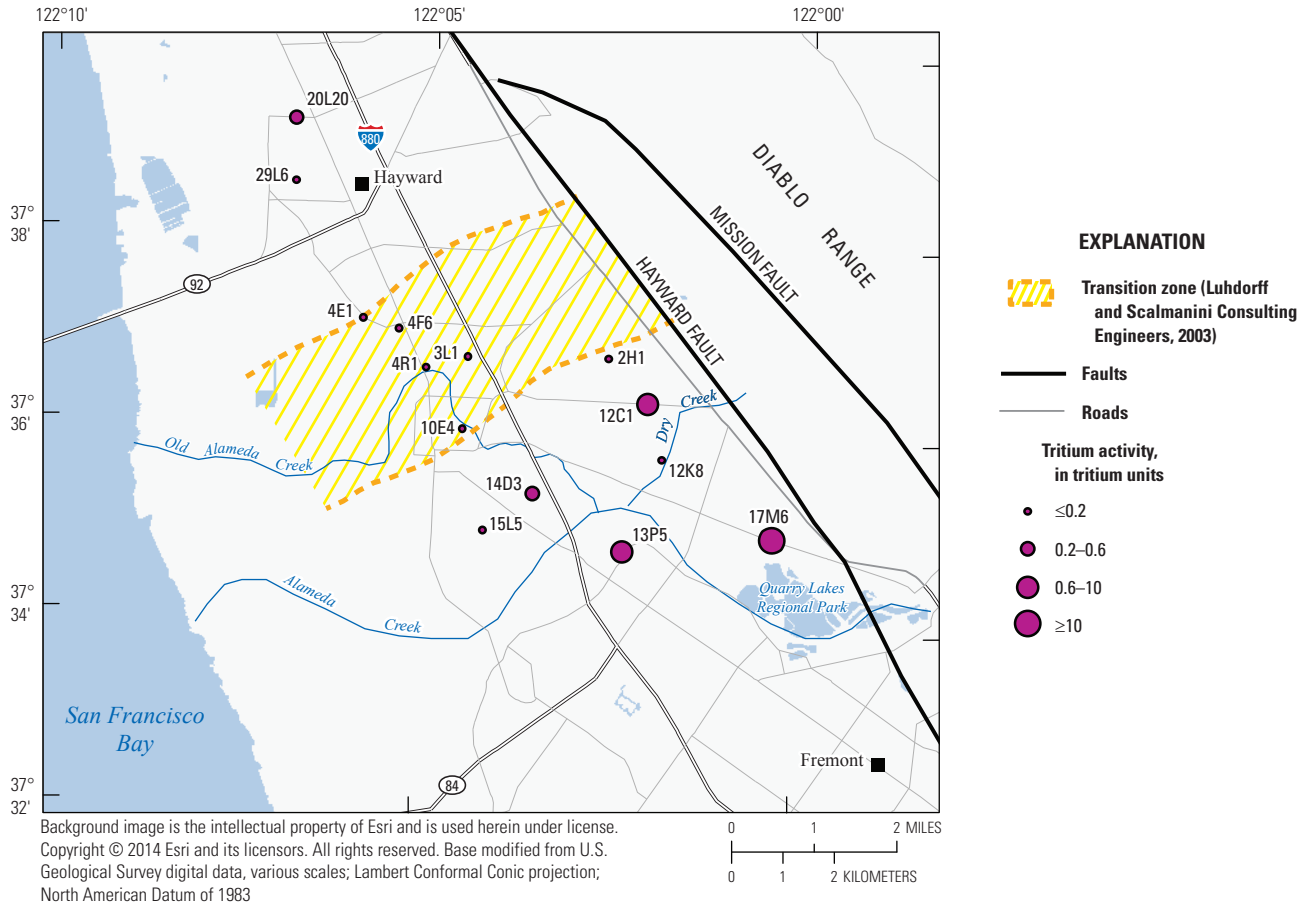 122°10'
122°05'
122°00'
20L20
880
29L6
Hayward
DIABLO
RANGE
37°
38'
MISSION FAULT
HAYWARD FAULT
92
4E1
4F6
3L1
4R1
2H1
37°
36'
12C1
Creek
Dry
10E4
Old Alameda
Creek
12K8
14D3
15L5
17M6
13P5
37°
34'
Alameda
Creek
Quarry Lakes
Regional Park
San Francisco
Bay
Fremont
84
37°
32'
EXPLANATION
Transition zone (Luhdorff
and Scalmanini Consulting
Engineers, 2003)
Faults
Roads
Tritium activity,
in tritium units
≤0.2
0.2–0.6
0.6–10
≥10
Background image is the intellectual property of Esri and is used herein under license.
Copyright © 2014 Esri and its licensors. All rights reserved. Base modified from U.S.
Geological Survey digital data, various scales; Lambert Conformal Conic projection;
North American Datum of 1983
0 1 2 MILES
0 1 2 KILOMETERS